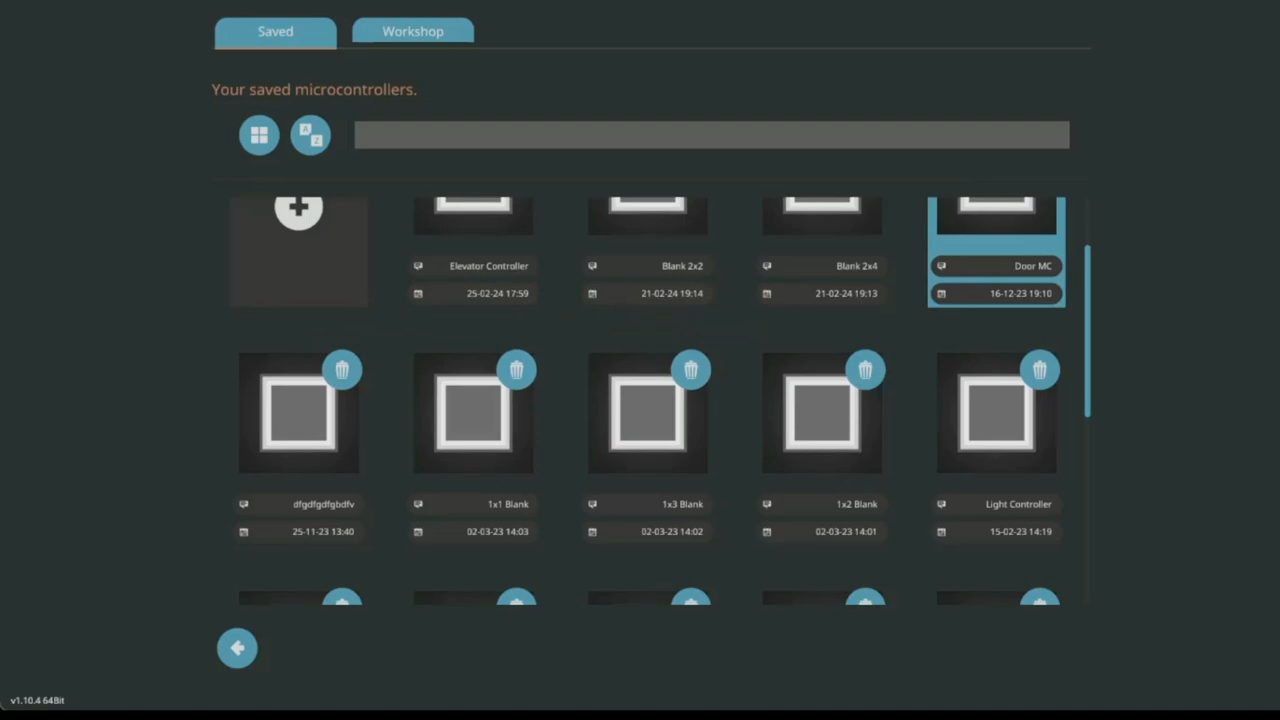 Saved Workshop
Your saved microcontrollers.
A Z
Elevator Controller Blank 2x2 Blank 2x4 Door MC
25-02-24 17:59 21-02-24 19:14 21-02-24 19:13 16-12-23 19:10
dfgdfgdfgbdfv 1x1 Blank 1x3 Blank 1x2 Blank Light Controller
25-11-23 13:40 02-03-23 14:03 02-03-23 14:02 02-03-23 14:01 15-02-23 14:19
v1.10.4 64Bit